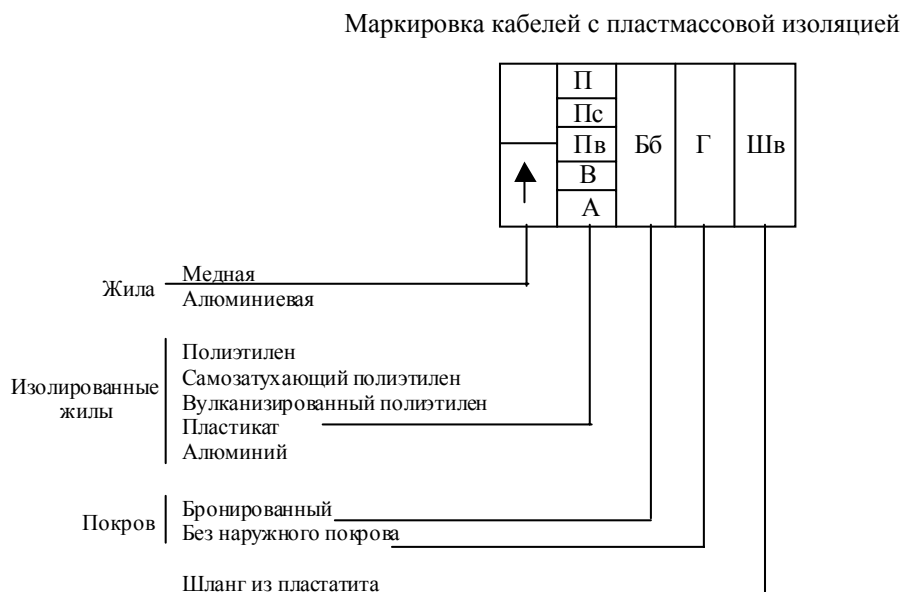 Маркировка кабелей с пластмассовой изоляцией
П
Пс
Пв
В
А
Бб
Г
Шв
Жила
Медная
Алюминиевая
Изолированные
жилы
Полиэтилен
Самозатухающий полиэтилен
Вулканизированный полиэтилен
Пластикат
Алюминий
Покров
Бронированный
Без наружного покрова
Шланг из пластатита